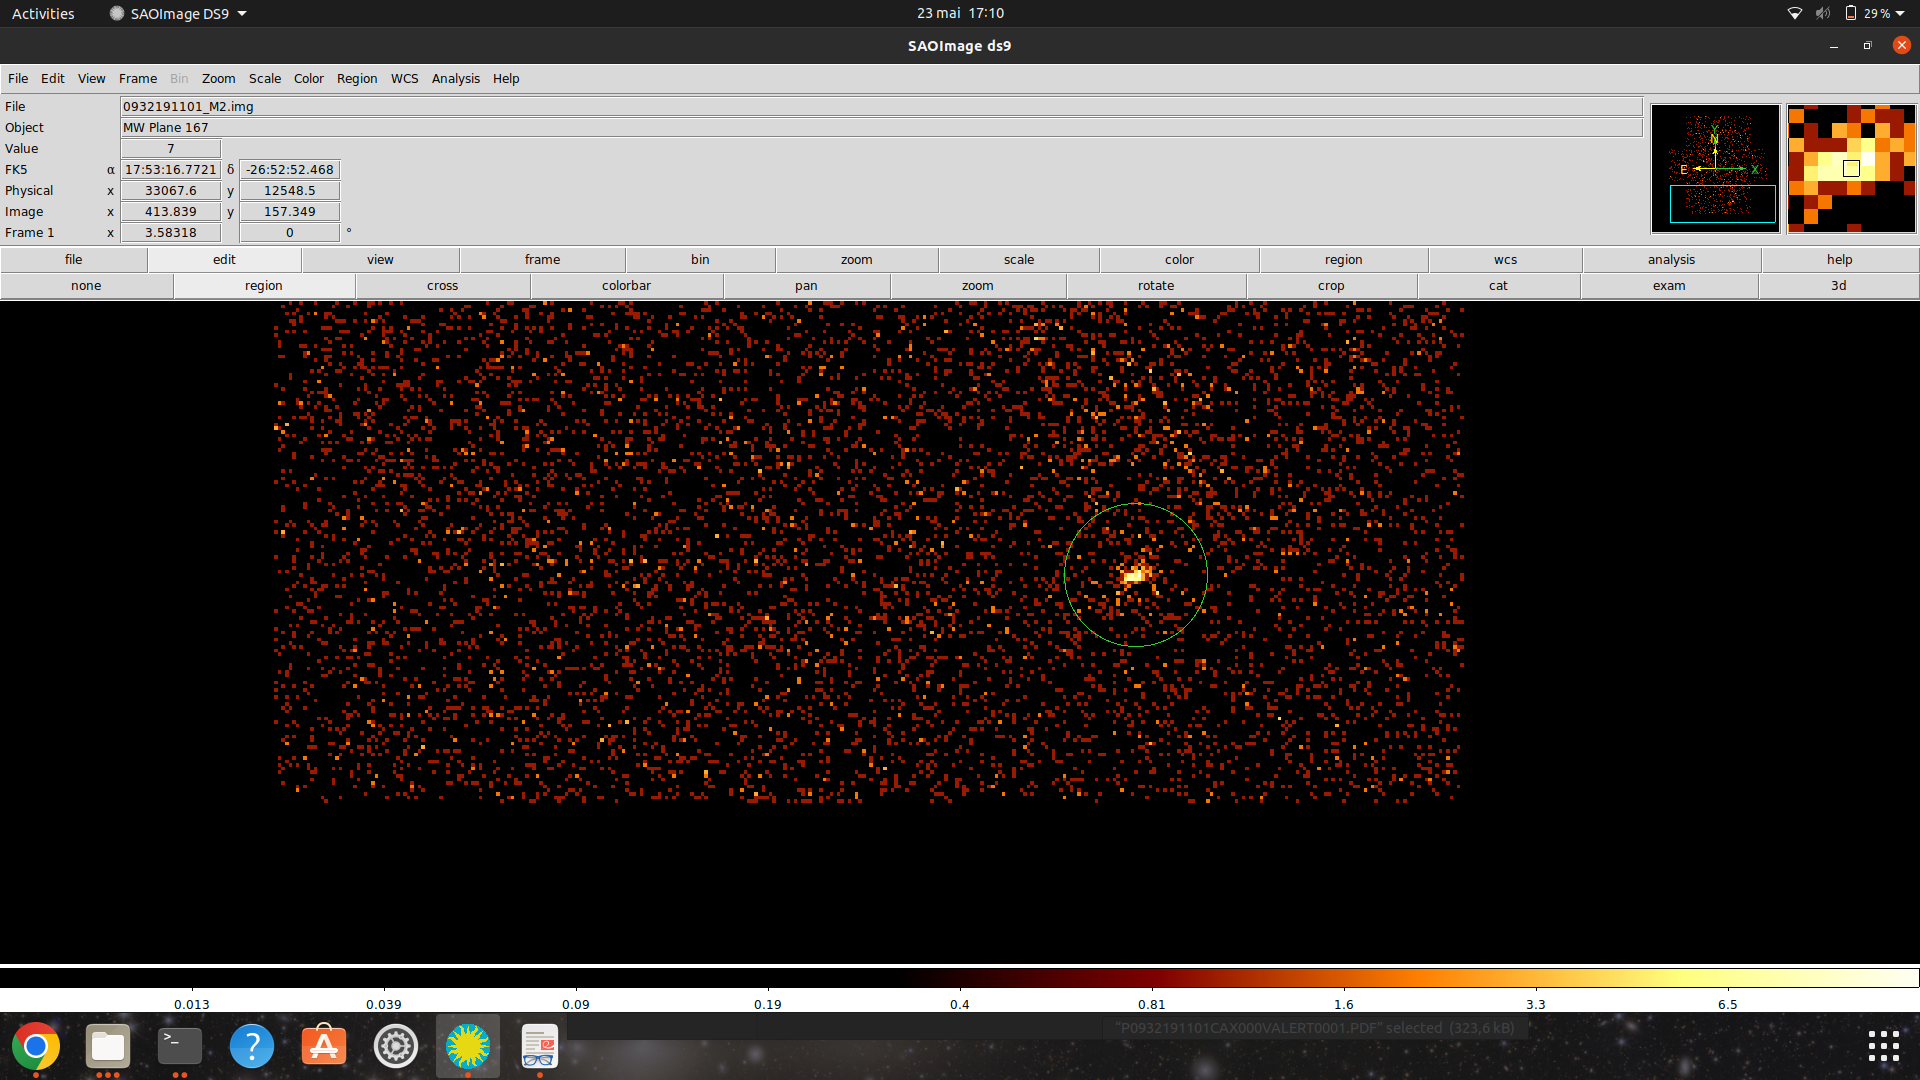 Activities SAOImage DS9 23 mai 17:10 29 %
SAOImage ds9
File Edit View Frame Bin Zoom Scale Color Region WCS Analysis Help
File 0932191101_M2.img
Object MW Plane 167
Value 7
FK5 α 17:53:16.7721 δ -26:52:52.468
Physical x 33067.6 y 12548.5
Image x 413.839 y 157.349
Frame 1 x 3.58318 0 °
Y
N
E X
file edit view frame bin zoom scale color region wcs analysis help
none region cross colorbar pan zoom rotate crop cat exam 3d
0.013 0.039 0.09 0.19 0.4 0.81 1.6 3.3 6.5
"P0932191101CAX000VALERT0001.PDF" selected (323,6 kB)